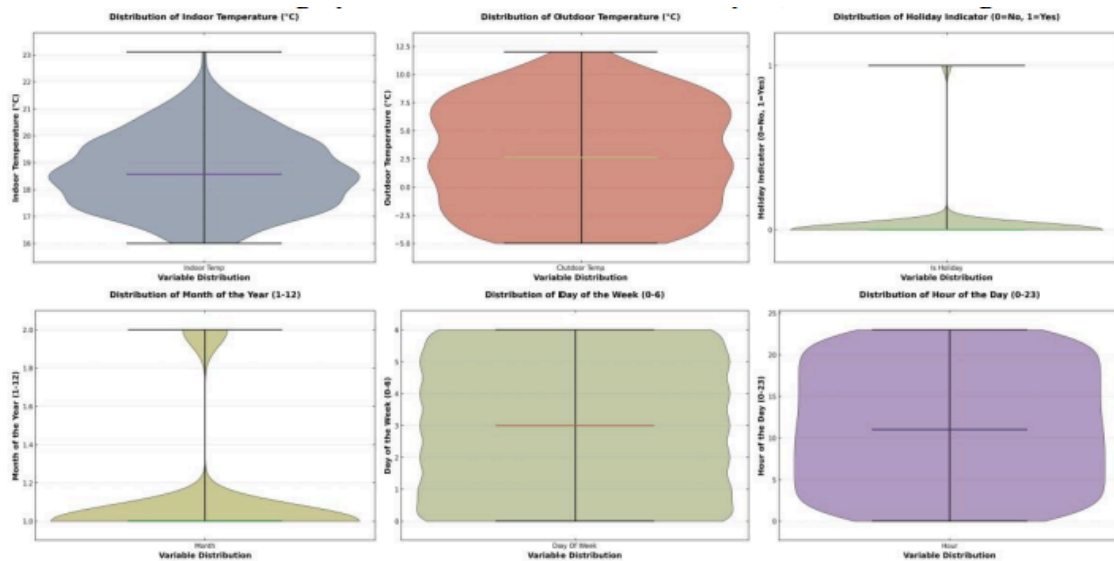 Distribution of Indoor Temperature (°C)
Indoor Temperature (°C)
23
22
21
20
19
18
17
16
Indoor Temp
Variable Distribution
Distribution of Outdoor Temperature (°C)
Outdoor Temperature (°C)
12.5
10.0
7.5
5.0
2.5
0.0
−2.5
−5.0
Outdoor Temp
Variable Distribution
Distribution of Holiday Indicator (0=No, 1=Yes)
Holiday Indicator (0=No, 1=Yes)
1
0
Is Holiday
Variable Distribution
Distribution of Month of the Year (1-12)
Month of the Year (1-12)
2.0
1.8
1.6
1.4
1.2
1.0
Month
Variable Distribution
Distribution of Day of the Week (0-6)
Day of the Week (0-6)
6
5
4
3
2
1
0
Day Of Week
Variable Distribution
Distribution of Hour of the Day (0-23)
Hour of the Day (0-23)
25
20
15
10
5
0
Hour
Variable Distribution